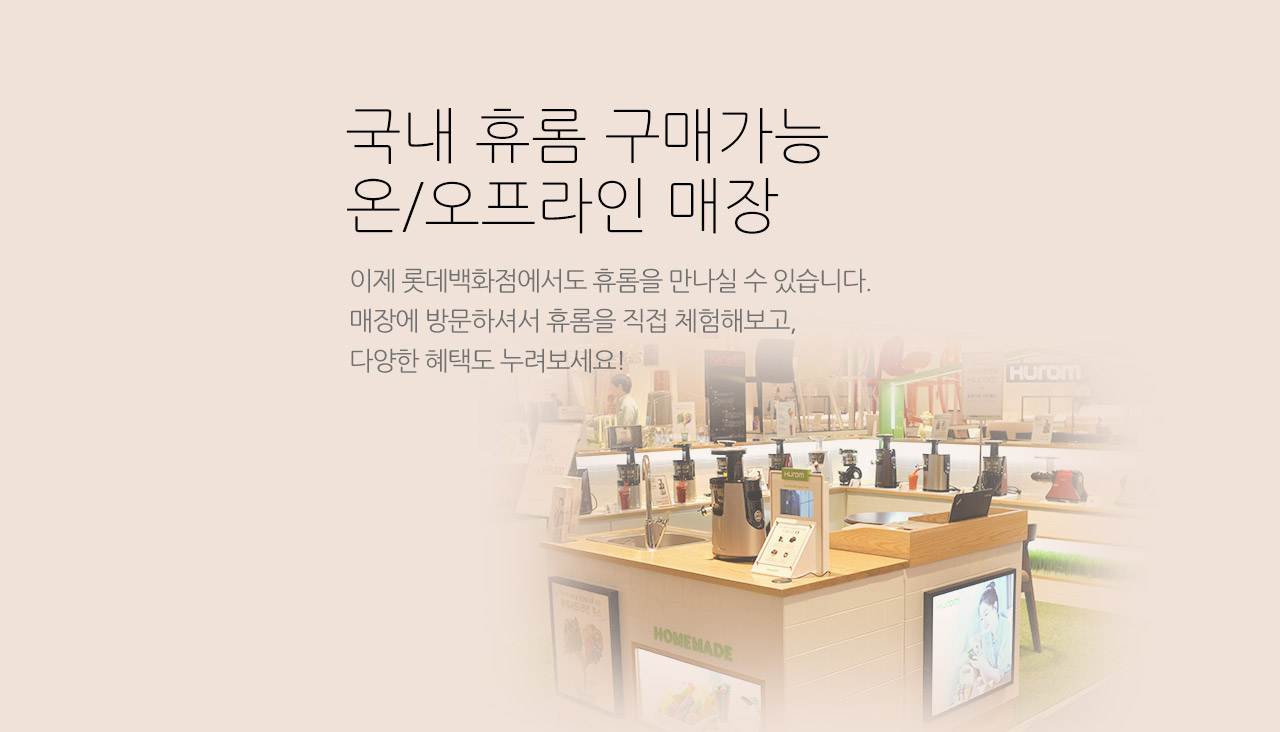 국내 휴롬 구매가능
온/오프라인 매장
이제 롯데백화점에서도 휴롬을 만나실 수 있습니다.
매장에 방문하셔서 휴롬을 직접 체험해보고,
다양한 혜택도 누려보세요!
Hurom
Hurom
Hurom
HOMEMADE